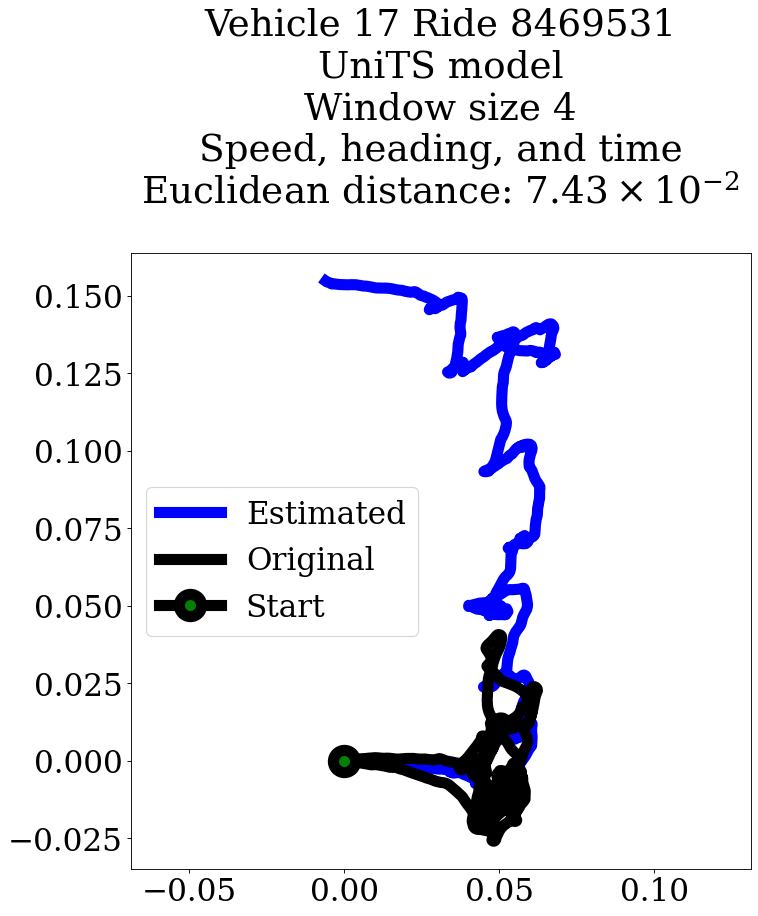 Vehicle 17 Ride 8469531
UniTS model
Window size 4
Speed, heading, and time
Euclidean distance: 7.43 × 10⁻²
0.150
0.125
0.100
0.075
0.050
0.025
0.000
−0.025
Estimated
Original
Start
−0.05 0.00 0.05 0.10